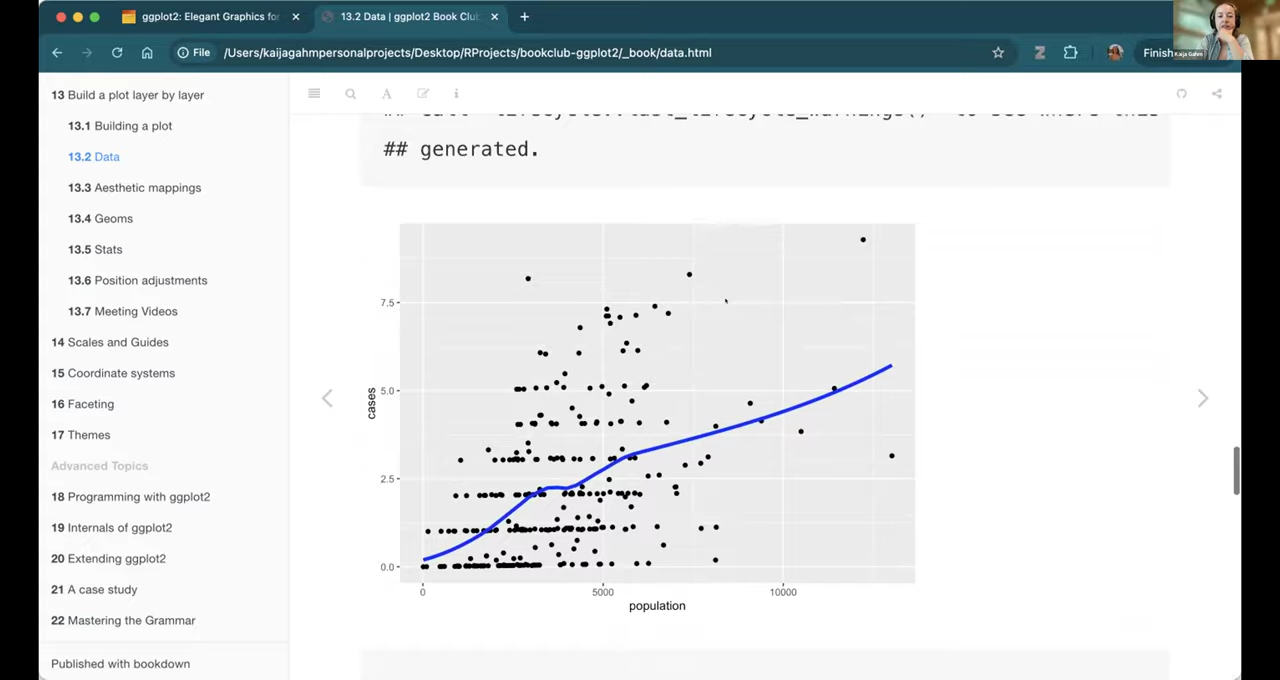 ggplot2: Elegant Graphics for
13.2 Data | ggplot2 Book Clu
File /Users/kaijagahmpersonalprojects/Desktop/RProjects/bookclub-ggplot2/_book/data.html
Finish
Kaija Gahm
13 Build a plot layer by layer
13.1 Building a plot
13.2 Data
13.3 Aesthetic mappings
13.4 Geoms
13.5 Stats
13.6 Position adjustments
13.7 Meeting Videos
14 Scales and Guides
15 Coordinate systems
16 Faceting
17 Themes
Advanced Topics
18 Programming with ggplot2
19 Internals of ggplot2
20 Extending ggplot2
21 A case study
22 Mastering the Grammar
Published with bookdown
## generated.
7.5
5.0
2.5
0.0
cases
0 5000 10000
population